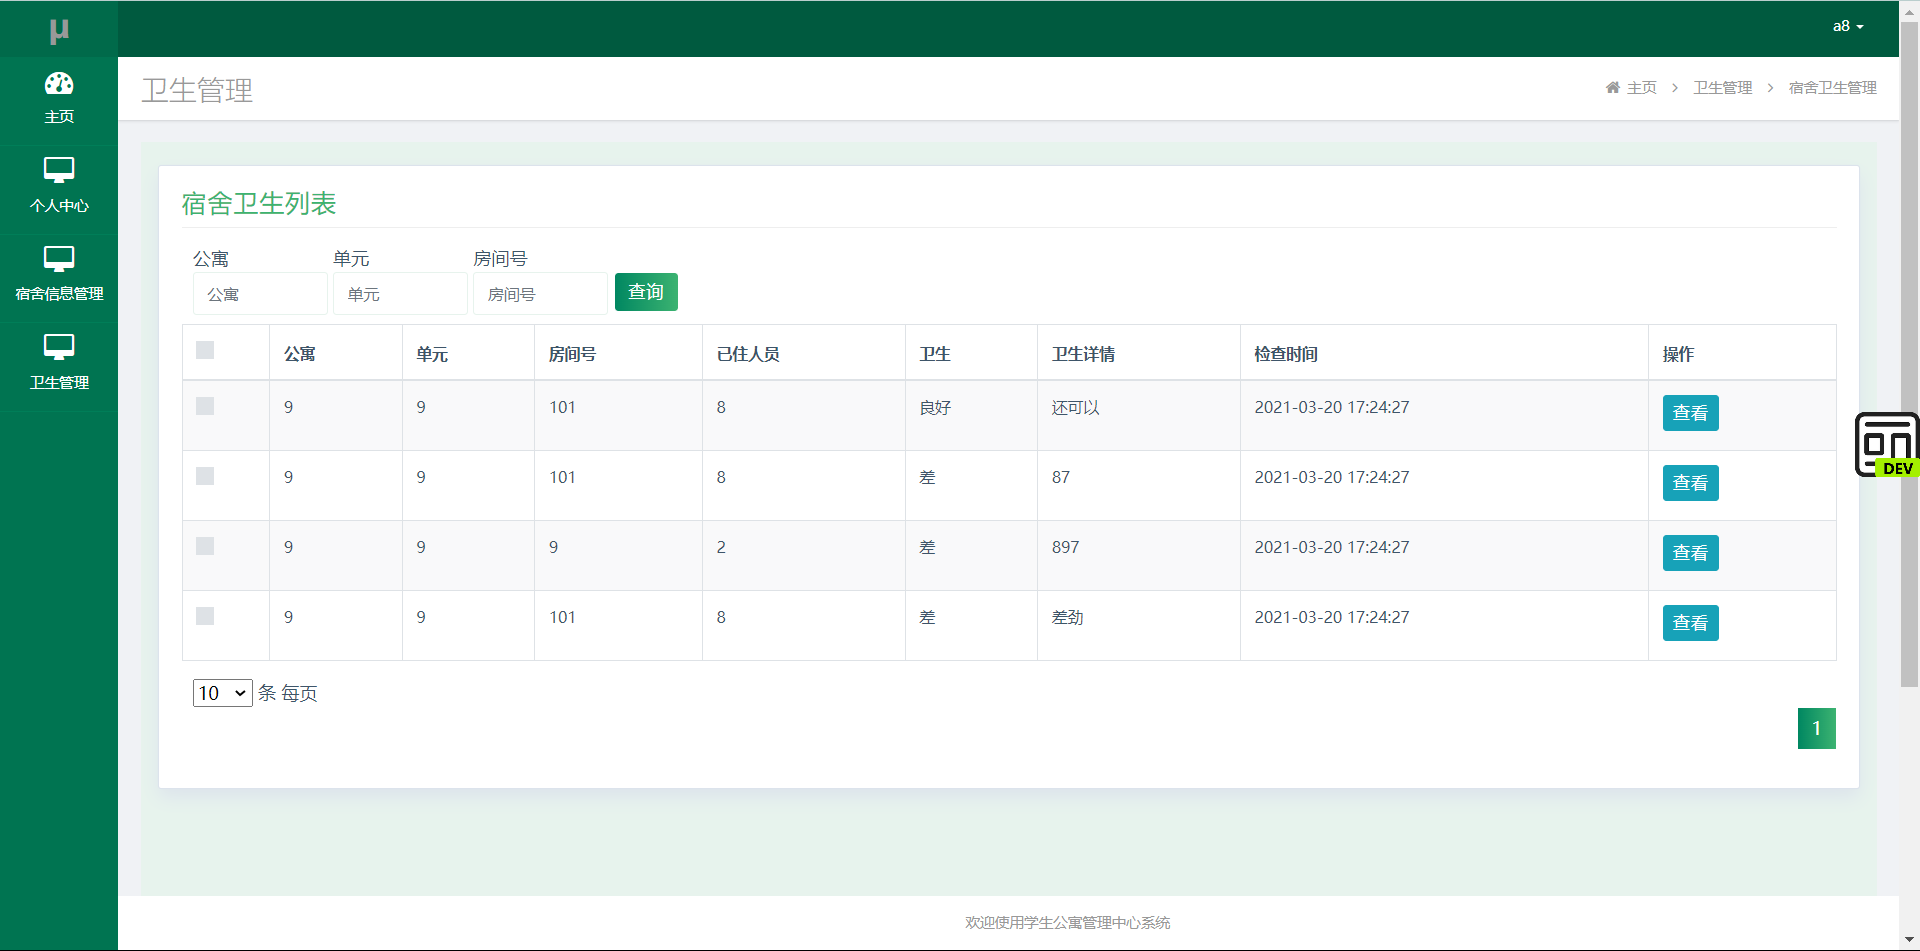 μ
a8
主页
个人中心
宿舍信息管理
卫生管理
卫生管理
主页 卫生管理 宿舍卫生管理
宿舍卫生列表
公寓 单元 房间号
公寓 单元 房间号 查询
公寓 单元 房间号 已住人员 卫生 卫生详情 检查时间 操作
9 9 101 8 良好 还可以 2021-03-20 17:24:27 查看
9 9 101 8 差 87 2021-03-20 17:24:27 查看
9 9 9 2 差 897 2021-03-20 17:24:27 查看
9 9 101 8 差 差劲 2021-03-20 17:24:27 查看
DEV
10 条 每页
1
欢迎使用学生公寓管理中心系统